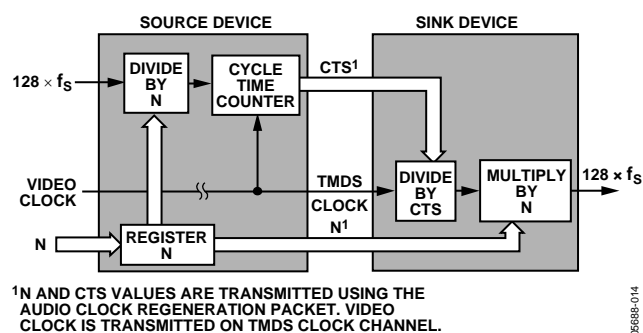 SOURCE DEVICE
SINK DEVICE
128 × fS
DIVIDE
BY
N
CYCLE
TIME
COUNTER
CTS1
VIDEO
CLOCK
TMDS
CLOCK
N1
DIVIDE
BY
CTS
MULTIPLY
BY
N
128 × fS
N
REGISTER
N
1N AND CTS VALUES ARE TRANSMITTED USING THE
AUDIO CLOCK REGENERATION PACKET. VIDEO
CLOCK IS TRANSMITTED ON TMDS CLOCK CHANNEL.
05688-014